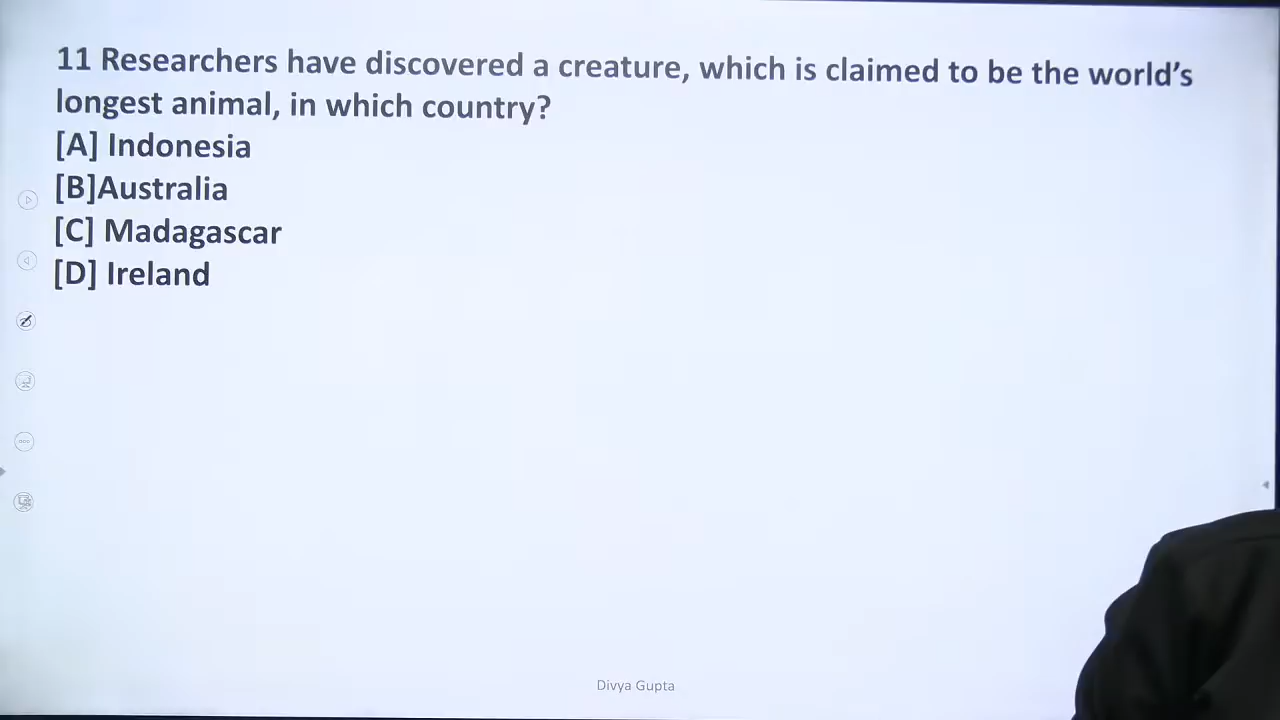 11 Researchers have discovered a creature, which is claimed to be the world's
longest animal, in which country?
[A] Indonesia
[B]Australia
[C] Madagascar
[D] Ireland
Divya Gupta